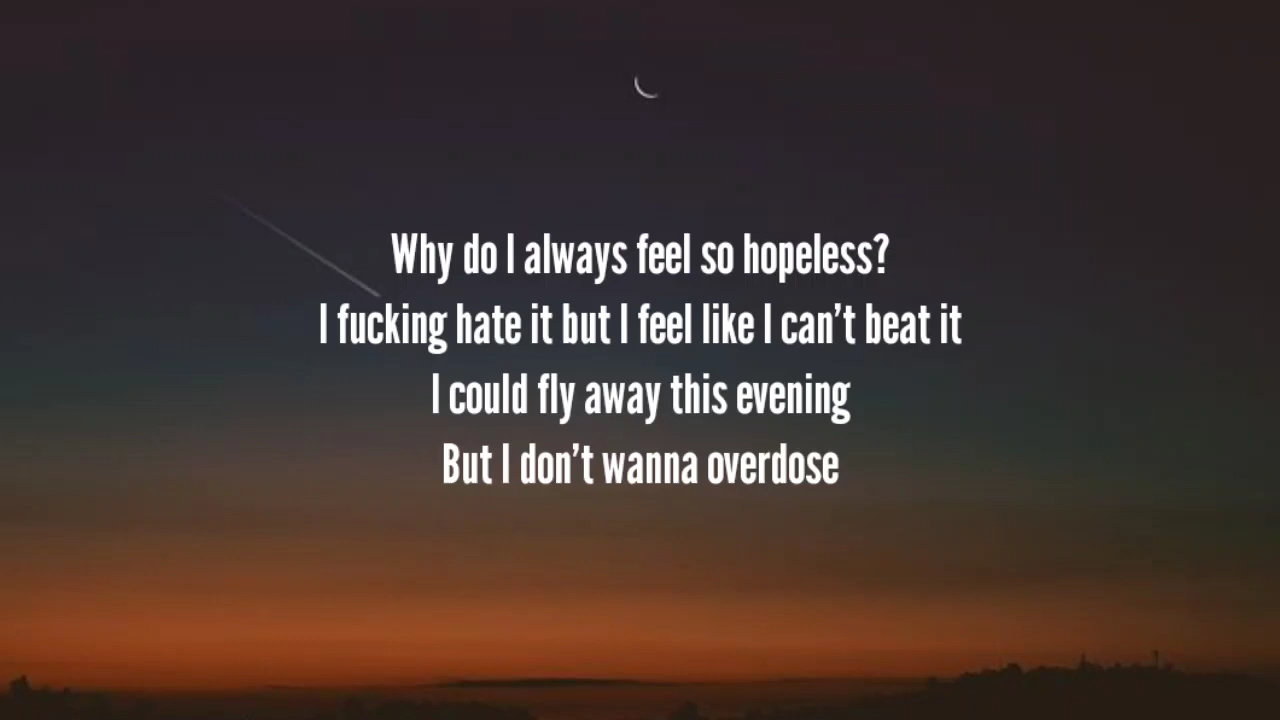 Why do I always feel so hopeless?
I fucking hate it but I feel like I can’t beat it
I could fly away this evening
But I don’t wanna overdose